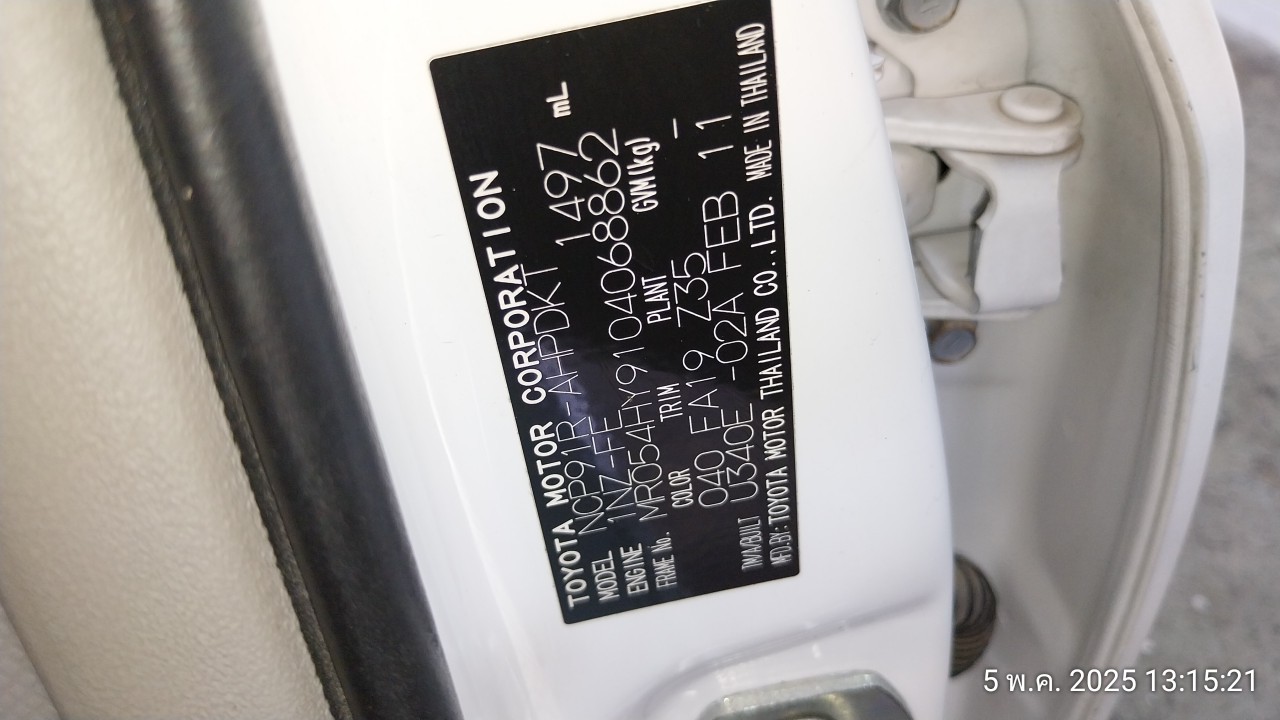 TOYOTA MOTOR CORPORATION
MODEL NCP91R-AHPDKT 1497 mL
ENGINE 1NZ-FE
FRAME No. MR054HY9104068862
COLOR TRIM PLANT GVM(kg)
040 FA19 Z35 –
TM/A/BUILT U340E -02A FEB 11
MFD.BY: TOYOTA MOTOR THAILAND CO.,LTD. MADE IN THAILAND
5 พ.ค. 2025 13:15:21